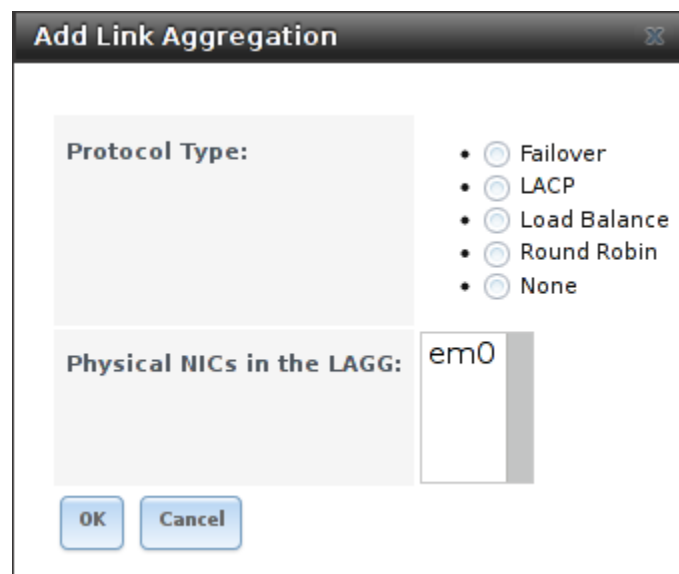 Add Link Aggregation
Protocol Type:
Failover
LACP
Load Balance
Round Robin
None
Physical NICs in the LAGG:
em0
OK
Cancel